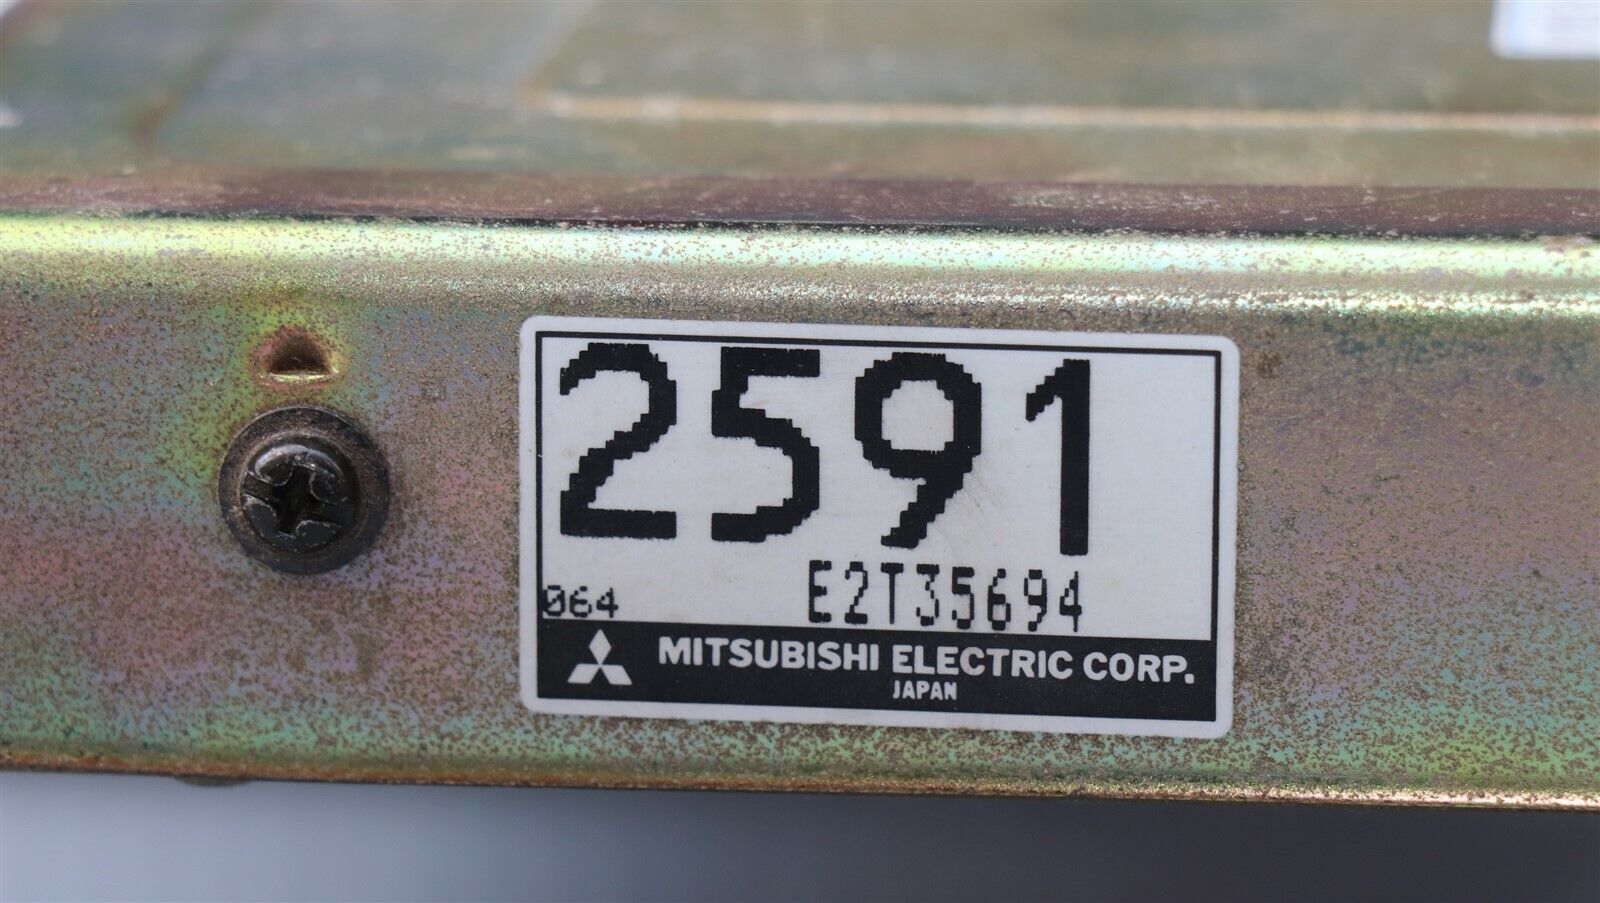 2591
064 E2T35694
MITSUBISHI ELECTRIC CORP.
JAPAN